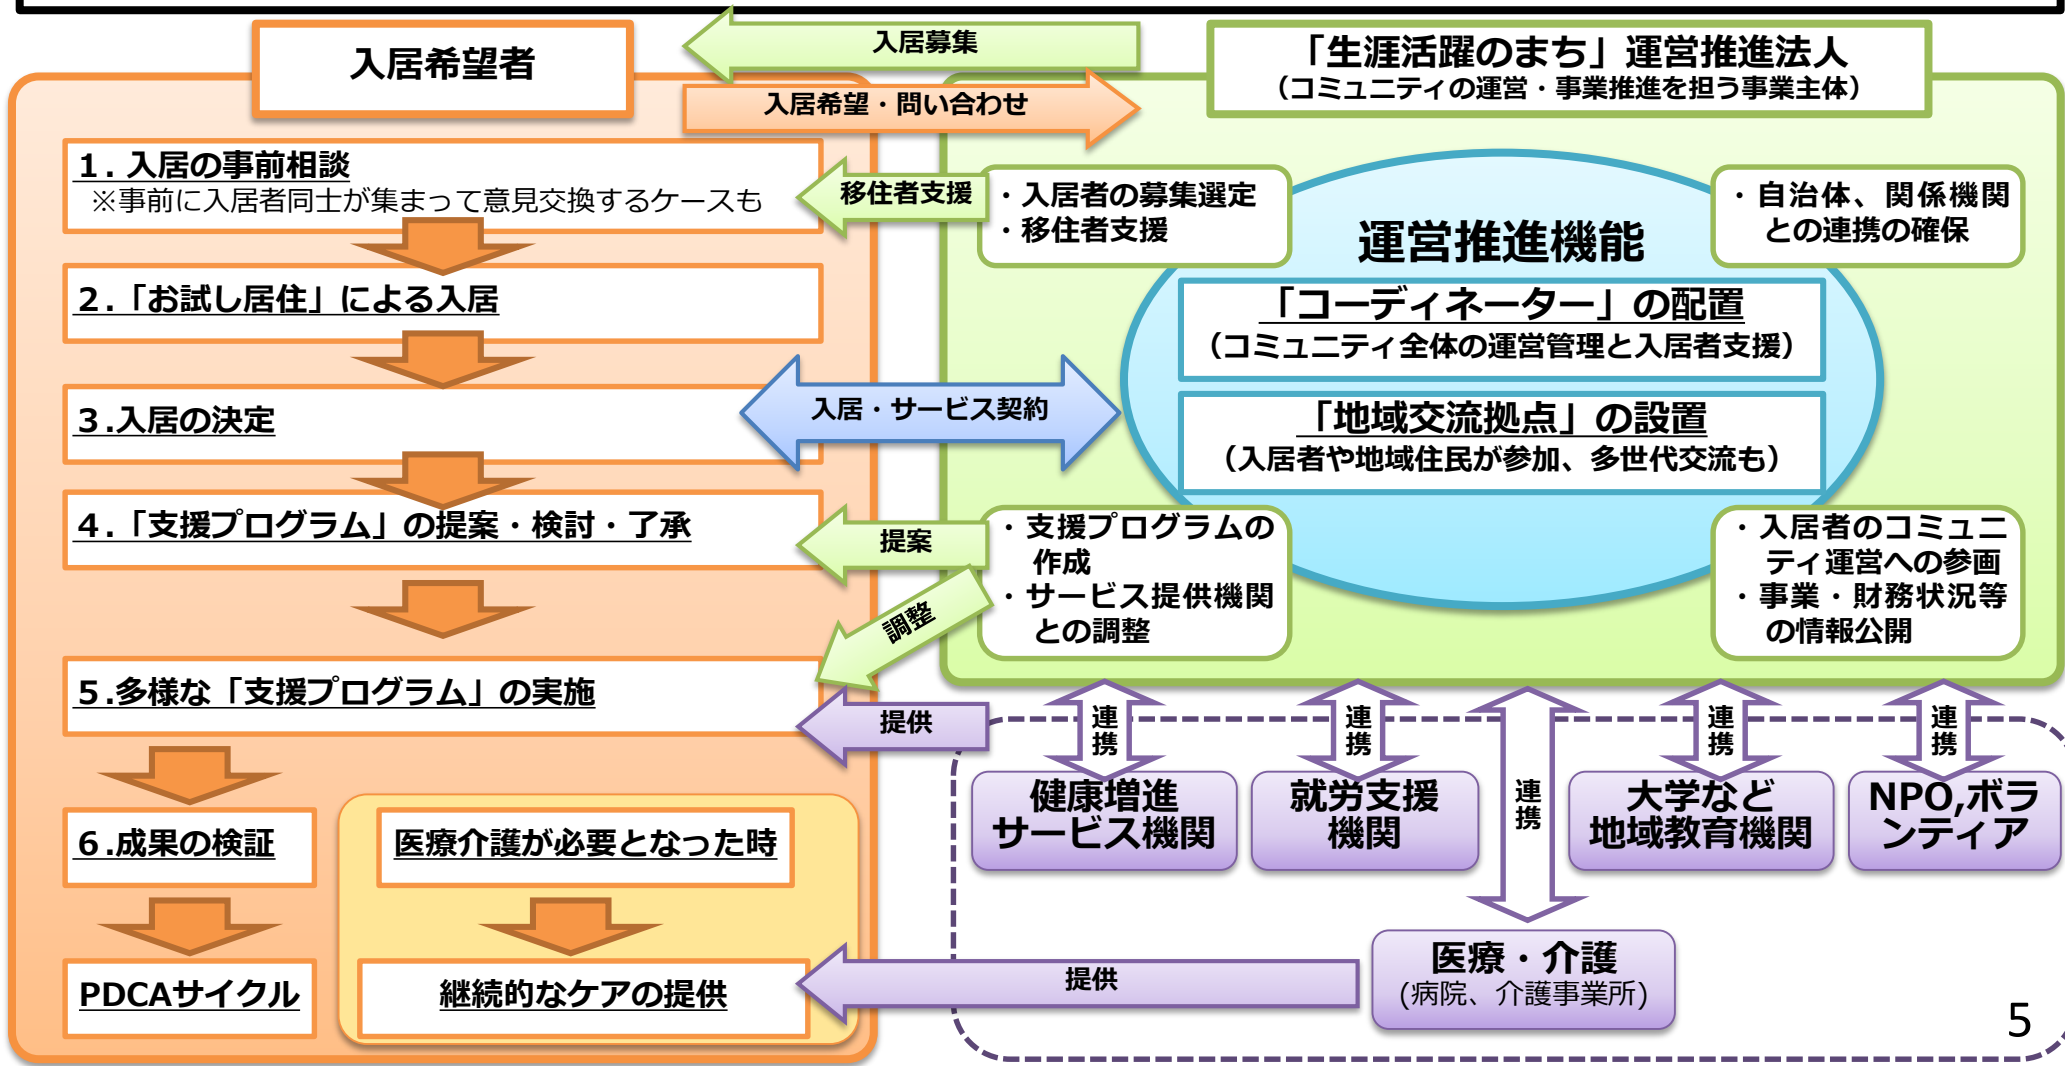 入居希望者
入居募集
入居希望・問い合わせ
「生涯活躍のまち」運営推進法人
（コミュニティの運営・事業推進を担う事業主体）
１．入居の事前相談
※事前に入居者同士が集まって意見交換するケースも
移住者支援
・入居者の募集選定
・移住者支援
・自治体、関係機関
との連携の確保
運営推進機能
２．「お試し居住」による入居
「コーディネーター」の配置
（コミュニティ全体の運営管理と入居者支援）
３.入居の決定
入居・サービス契約
「地域交流拠点」の設置
（入居者や地域住民が参加、多世代交流も）
４．「支援プログラム」の提案・検討・了承
提案
・支援プログラムの
作成
・サービス提供機関
との調整
・入居者のコミュニ
ティ運営への参画
・事業・財務状況等
の情報公開
調整
５.多様な「支援プログラム」の実施
提供
連携
連携
連携
連携
連携
健康増進
サービス機関
就労支援
機関
大学など
地域教育機関
NPO,ボラ
ンティア
６.成果の検証
医療介護が必要となった時
PDCAサイクル
継続的なケアの提供
提供
医療・介護
(病院、介護事業所)
5